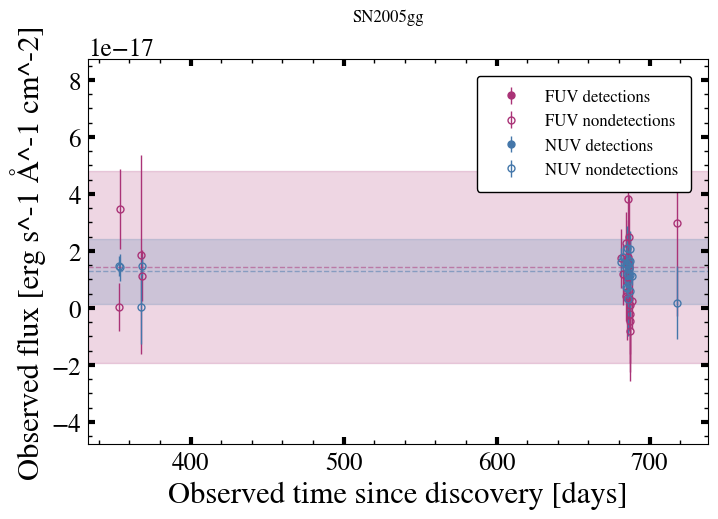 SN2005gg
1e−17
Observed flux [erg s^-1 Å^-1 cm^-2]
8
6
4
2
0
−2
−4
FUV detections
FUV nondetections
NUV detections
NUV nondetections
400
500
600
700
Observed time since discovery [days]